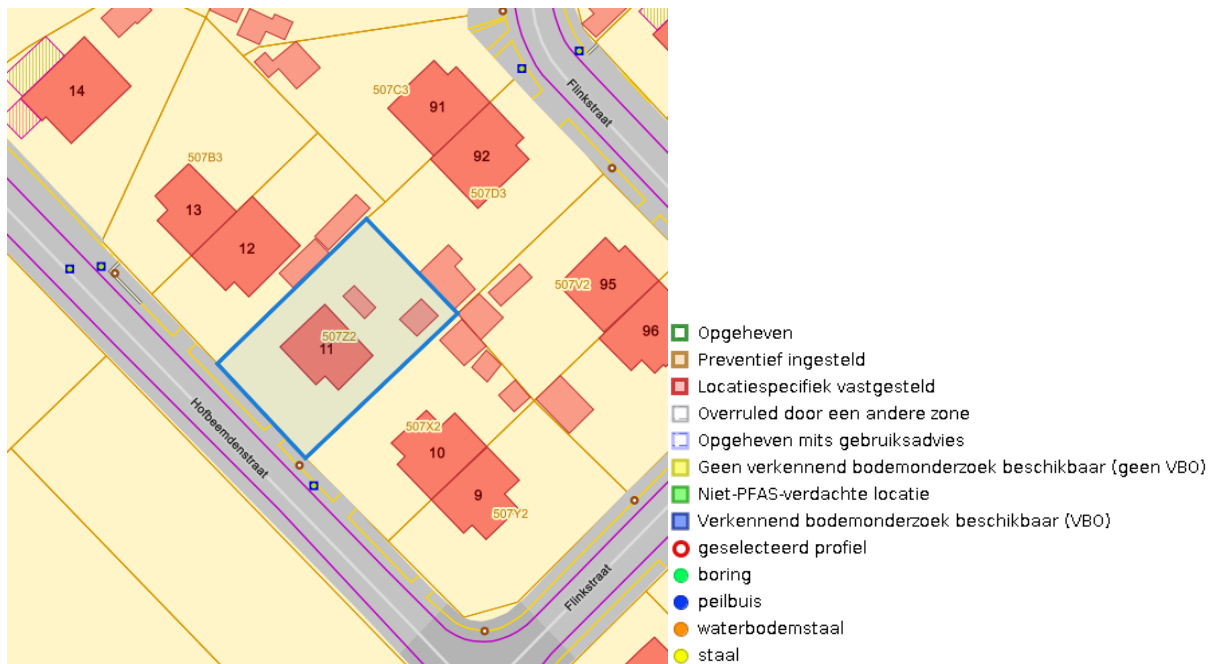 14
507C3
91
Flinkstraat
92
507B3
507D3
13
12
507V2
95
507Z2
96
11
Hofbeemdenstraat
507X2
10
9
507Y2
Flinkstraat
Opgeheven
Preventief ingesteld
Locatiespecifiek vastgesteld
Overruled door een andere zone
Opgeheven mits gebruiksadvies
Geen verkennend bodemonderzoek beschikbaar (geen VBO)
Niet-PFAS-verdachte locatie
Verkennend bodemonderzoek beschikbaar (VBO)
geselecteerd profiel
boring
peilbuis
waterbodemstaal
staal